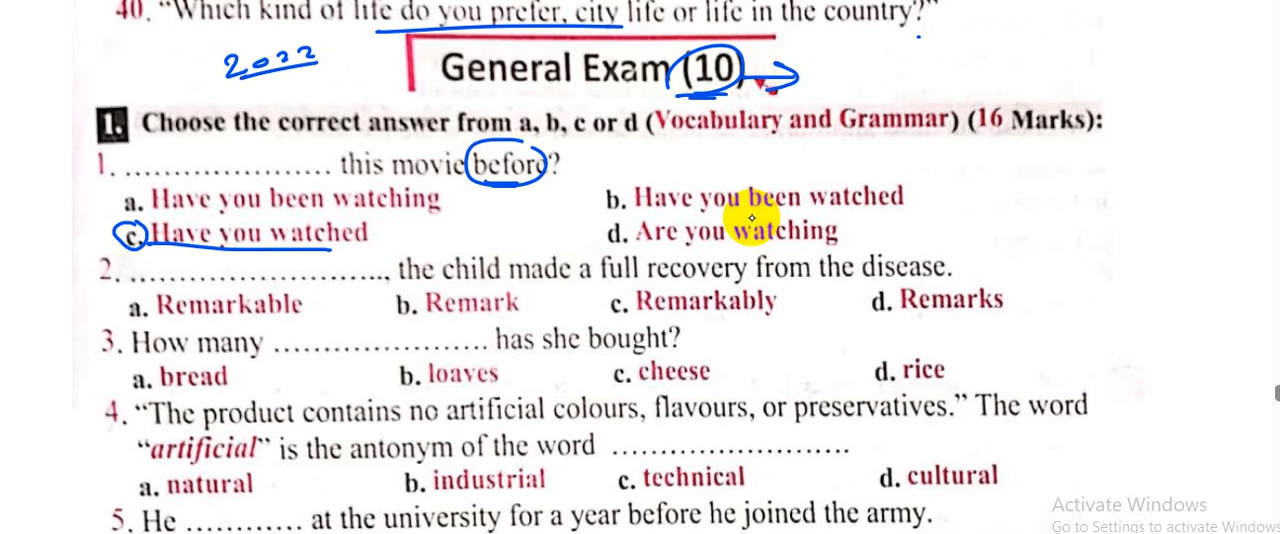 40. "Which kind of life do you prefer, city life or life in the country?"
2022
General Exam (10)
1. Choose the correct answer from a, b, c or d (Vocabulary and Grammar) (16 Marks):
1. ..................... this movie before?
a. Have you been watching b. Have you been watched
c. Have you watched d. Are you watching
2. .........................., the child made a full recovery from the disease.
a. Remarkable b. Remark c. Remarkably d. Remarks
3. How many ...................... has she bought?
a. bread b. loaves c. cheese d. rice
4. "The product contains no artificial colours, flavours, or preservatives." The word
"artificial" is the antonym of the word ........................
a. natural b. industrial c. technical d. cultural
5. He ............ at the university for a year before he joined the army.
Activate Windows
Go to Settings to activate Windows